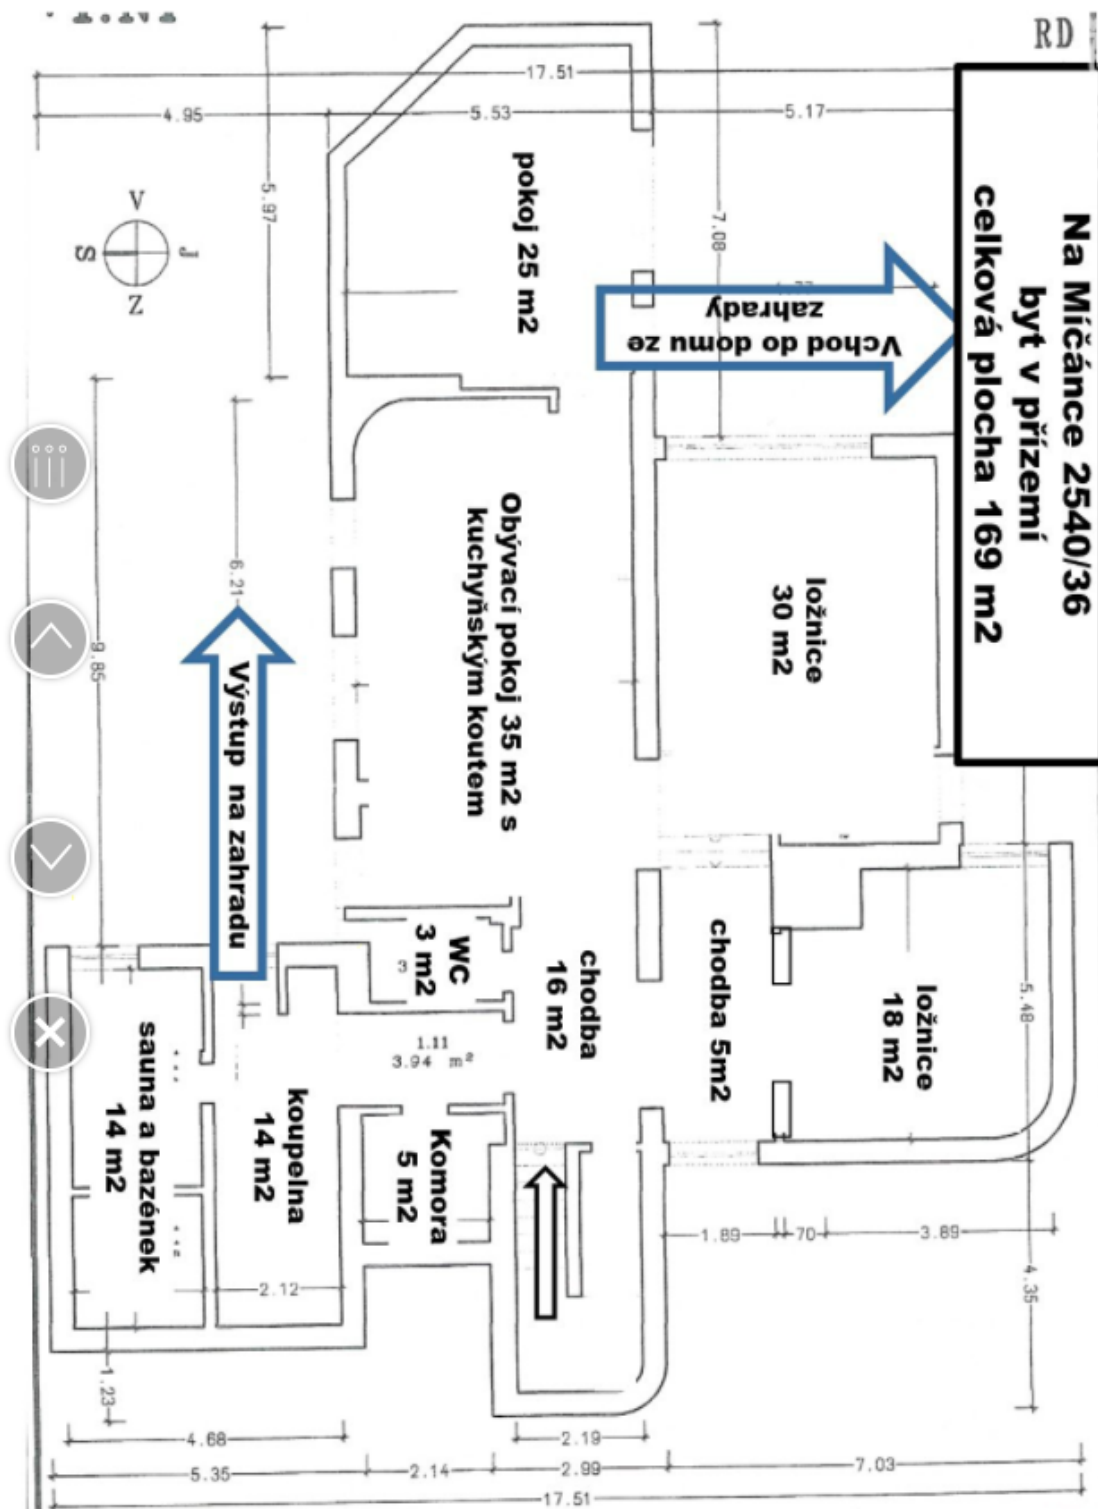 RD
17.51
4.95
5.53
5.17
Na Míčánce 2540/36
byt v přízemí
celková plocha 169 m2
5.97
7.08
V
S
J
Z
pokoj 25 m2
Vchod do domu ze
zahrady
6.21
9.85
Obývací pokoj 35 m2 s
kuchyňským koutem
ložnice
30 m2
Výstup na zahradu
WC
3 m2
3
chodba
16 m2
chodba 5m2
ložnice
18 m2
5.48
1.11
3.94 m²
sauna a bazének
14 m2
koupelna
14 m2
Komora
5 m2
1.89
70
3.89
4.35
2.12
1.23
4.68
2.19
5.35
2.14
2.99
7.03
17.51